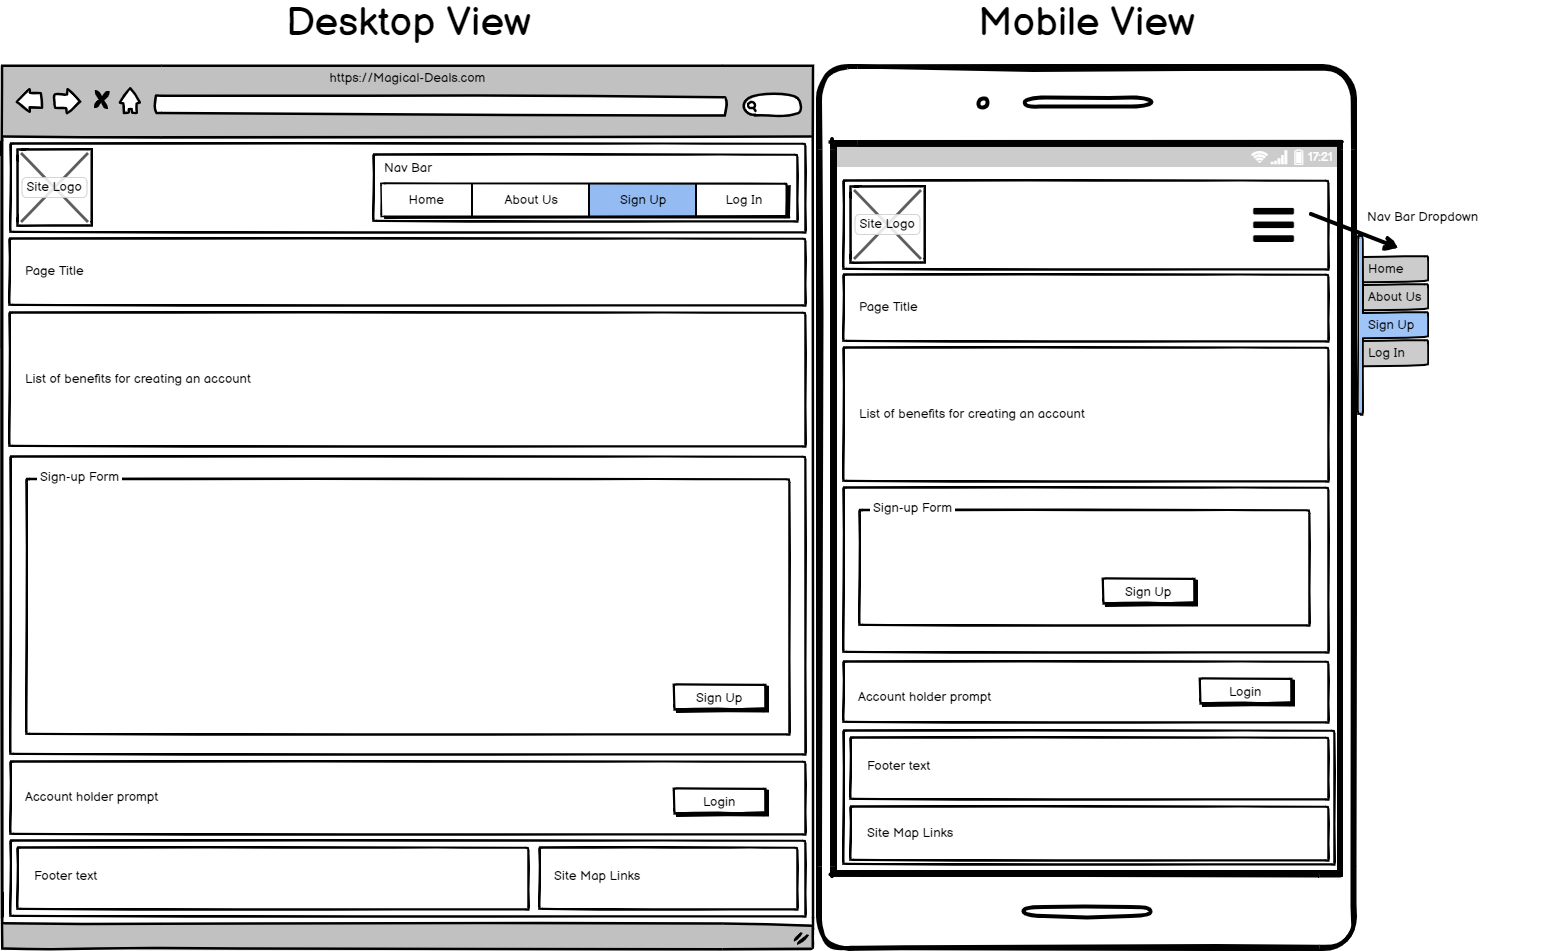 Desktop View
https://Magical-Deals.com
Site Logo
Nav Bar
Home About Us Sign Up Log In
Page Title
List of benefits for creating an account
Sign-up Form
Sign Up
Account holder prompt
Login
Footer text
Site Map Links
Mobile View
17:21
Site Logo
Nav Bar Dropdown
Home
About Us
Sign Up
Log In
Page Title
List of benefits for creating an account
Sign-up Form
Sign Up
Account holder prompt
Login
Footer text
Site Map Links